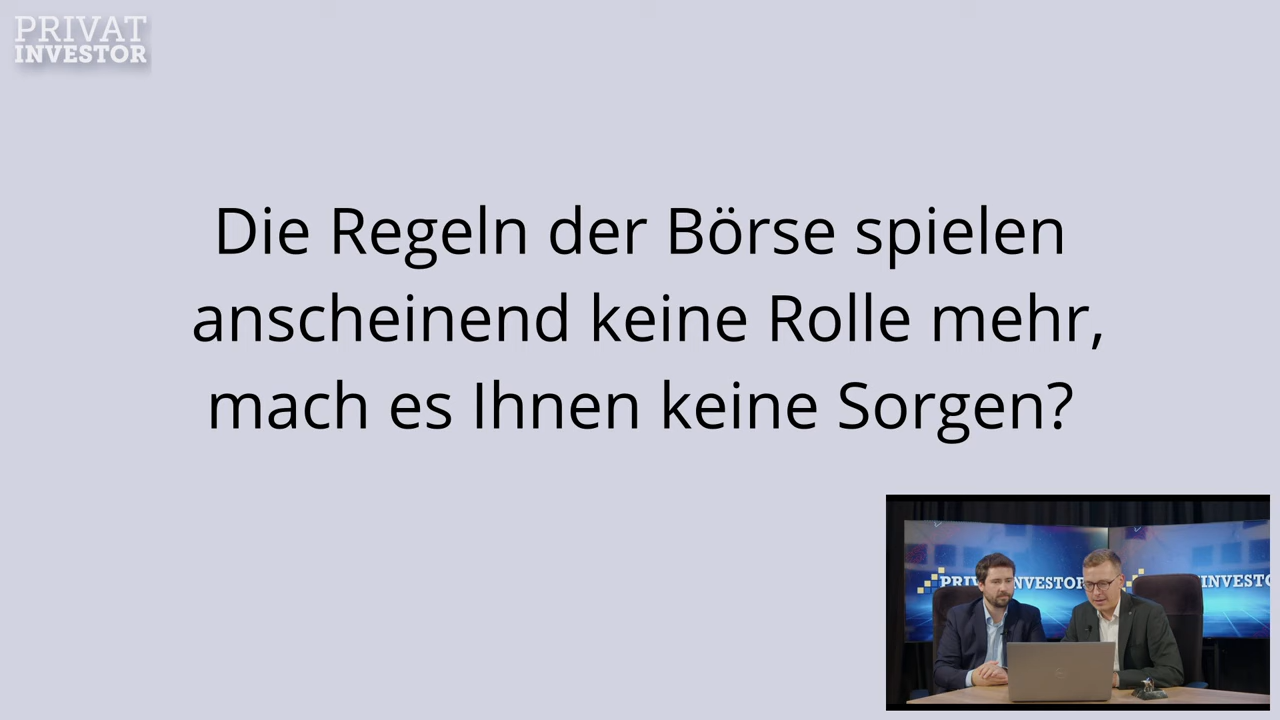 PRIVAT
INVESTOR
Die Regeln der Börse spielen
anscheinend keine Rolle mehr,
mach es Ihnen keine Sorgen?